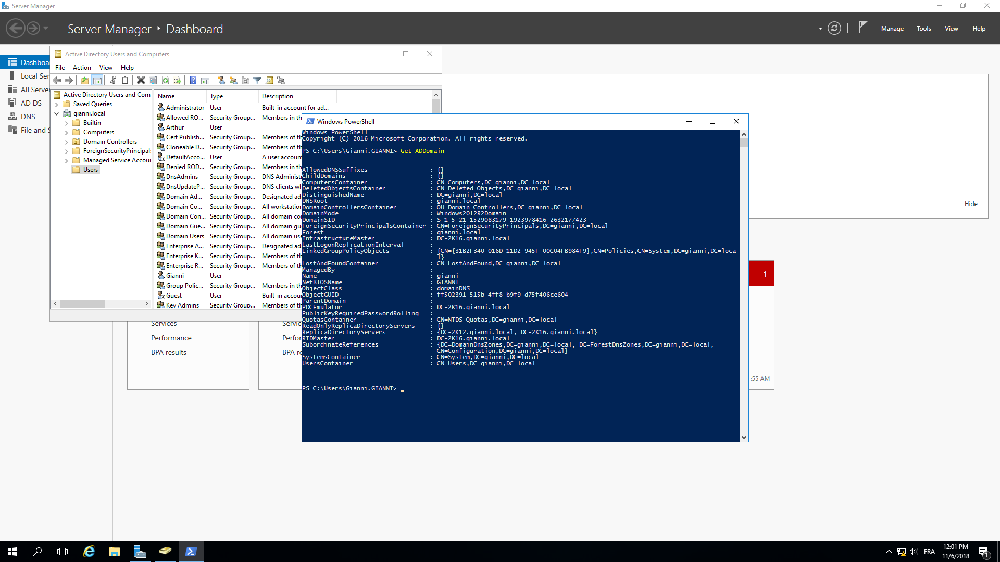 Server Manager
Server Manager ‣ Dashboard
Manage Tools View Help
Dashboa
Local Ser
All Server
AD DS
DNS
File and S
Active Directory Users and Computers
File Action View Help
Active Directory Users and Com
Saved Queries
gianni.local
Builtin
Computers
Domain Controllers
ForeignSecurityPrincipals
Managed Service Accour
Users
Name Type Description
Administrator User Built-in account for ad...
Allowed RO... Security Group... Members in th
Arthur User
Cert Publish... Security Group... Members of th
Cloneable D... Security Group... Members of th
DefaultAcco... User A user accoun
Denied ROD... Security Group... Members in th
DnsAdmins Security Group... DNS Administr
DnsUpdateP... Security Group... DNS clients wh
Domain Ad... Security Group... Designated ad
Domain Co... Security Group... All workstation
Domain Con... Security Group... All domain co
Domain Gue... Security Group... All domain gu
Domain Users Security Group... All domain use
Enterprise A... Security Group... Designated ad
Enterprise K... Security Group... Members of th
Enterprise R... Security Group... Members of th
Gianni User
Group Polic... Security Group... Members in th
Guest User Built-in accou
Key Admins Security Group... Members of th
Windows PowerShell
Windows PowerShell
Copyright (C) 2016 Microsoft Corporation. All rights reserved.
PS C:\Users\Gianni.GIANNI> Get-ADDomain
AllowedDNSSuffixes : {}
ChildDomains : {}
ComputersContainer : CN=Computers,DC=gianni,DC=local
DeletedObjectsContainer : CN=Deleted Objects,DC=gianni,DC=local
DistinguishedName : DC=gianni,DC=local
DNSRoot : gianni.local
DomainControllersContainer : OU=Domain Controllers,DC=gianni,DC=local
DomainMode : Windows2012R2Domain
DomainSID : S-1-5-21-1529083179-1923978416-2632177423
ForeignSecurityPrincipalsContainer : CN=ForeignSecurityPrincipals,DC=gianni,DC=local
Forest : gianni.local
InfrastructureMaster : DC-2K16.gianni.local
LastLogonReplicationInterval :
LinkedGroupPolicyObjects : {CN={31B2F340-016D-11D2-945F-00C04FB984F9},CN=Policies,CN=System,DC=gianni,DC=loca
l}
LostAndFoundContainer : CN=LostAndFound,DC=gianni,DC=local
ManagedBy :
Name : gianni
NetBIOSName : GIANNI
ObjectClass : domainDNS
ObjectGUID : ff502391-515b-4ff8-b9f9-d75f406ce604
ParentDomain :
PDCEmulator : DC-2K16.gianni.local
PublicKeyRequiredPasswordRolling :
QuotasContainer : CN=NTDS Quotas,DC=gianni,DC=local
ReadOnlyReplicaDirectoryServers : {}
ReplicaDirectoryServers : {DC-2K12.gianni.local, DC-2K16.gianni.local}
RIDMaster : DC-2K16.gianni.local
SubordinateReferences : {DC=DomainDnsZones,DC=gianni,DC=local, DC=ForestDnsZones,DC=gianni,DC=local,
CN=Configuration,DC=gianni,DC=local}
SystemsContainer : CN=System,DC=gianni,DC=local
UsersContainer : CN=Users,DC=gianni,DC=local
PS C:\Users\Gianni.GIANNI>
Hide
1
Services
Performance
BPA results
Servic
Perfor
BPA re
:55 AM
FRA
12:01 PM
11/6/2018
1